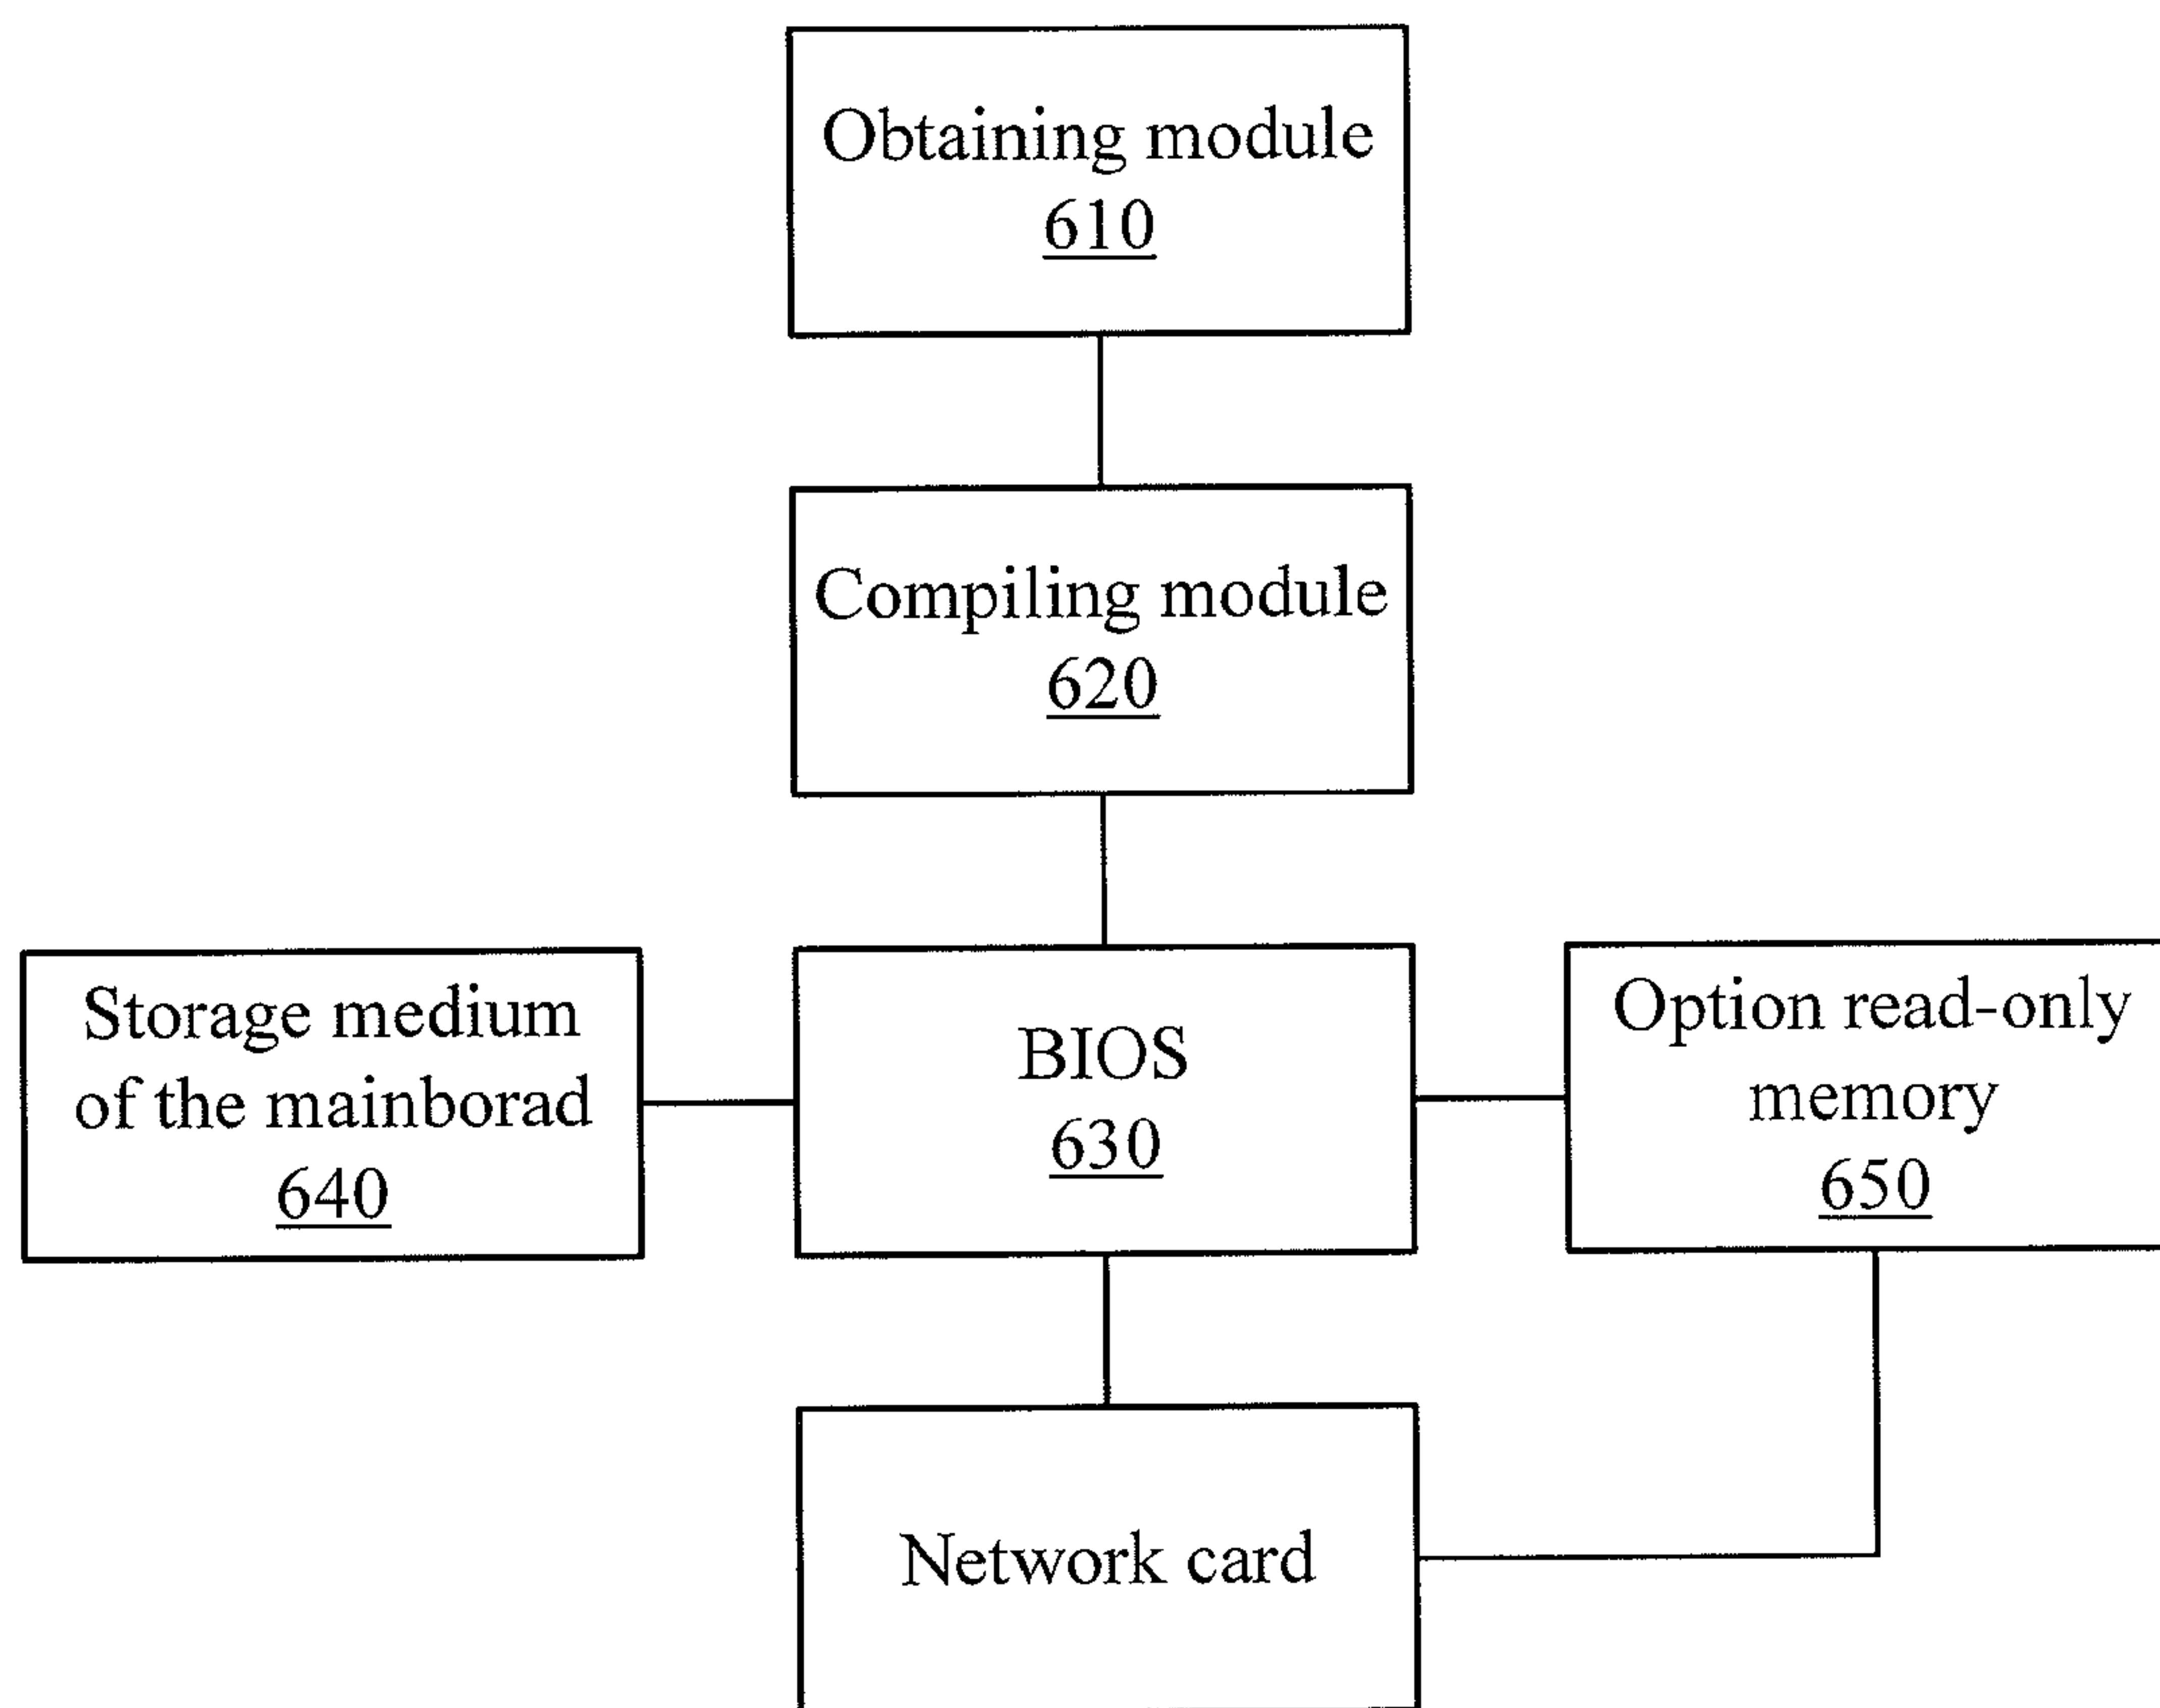 Obtaining module
610
Compiling module
620
Storage medium
of the mainborad
640
BIOS
630
Option read-only
memory
650
Network card